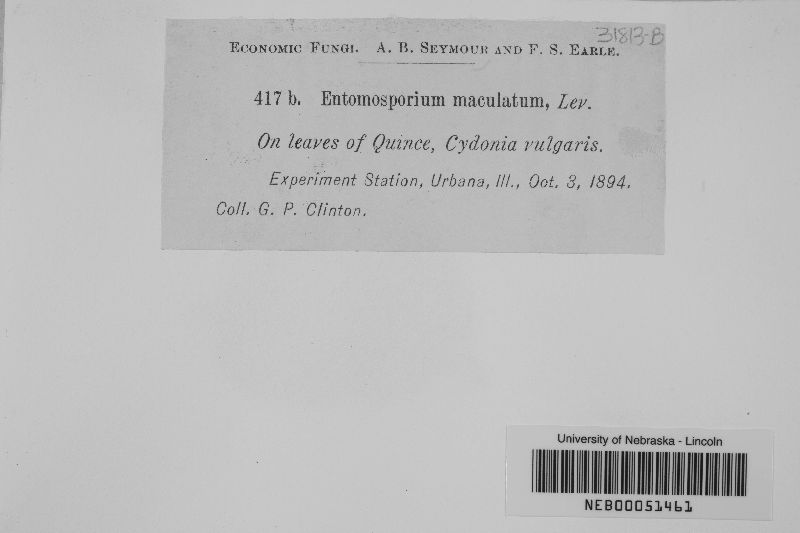 31813-B
Economic Fungi. A. B. Seymour and F. S. Earle.
417 b. Entomosporium maculatum, Lev.
On leaves of Quince, Cydonia vulgaris.
Experiment Station, Urbana, Ill., Oct. 3, 1894.
Coll. G. P. Clinton.
University of Nebraska - Lincoln
NEB00051461